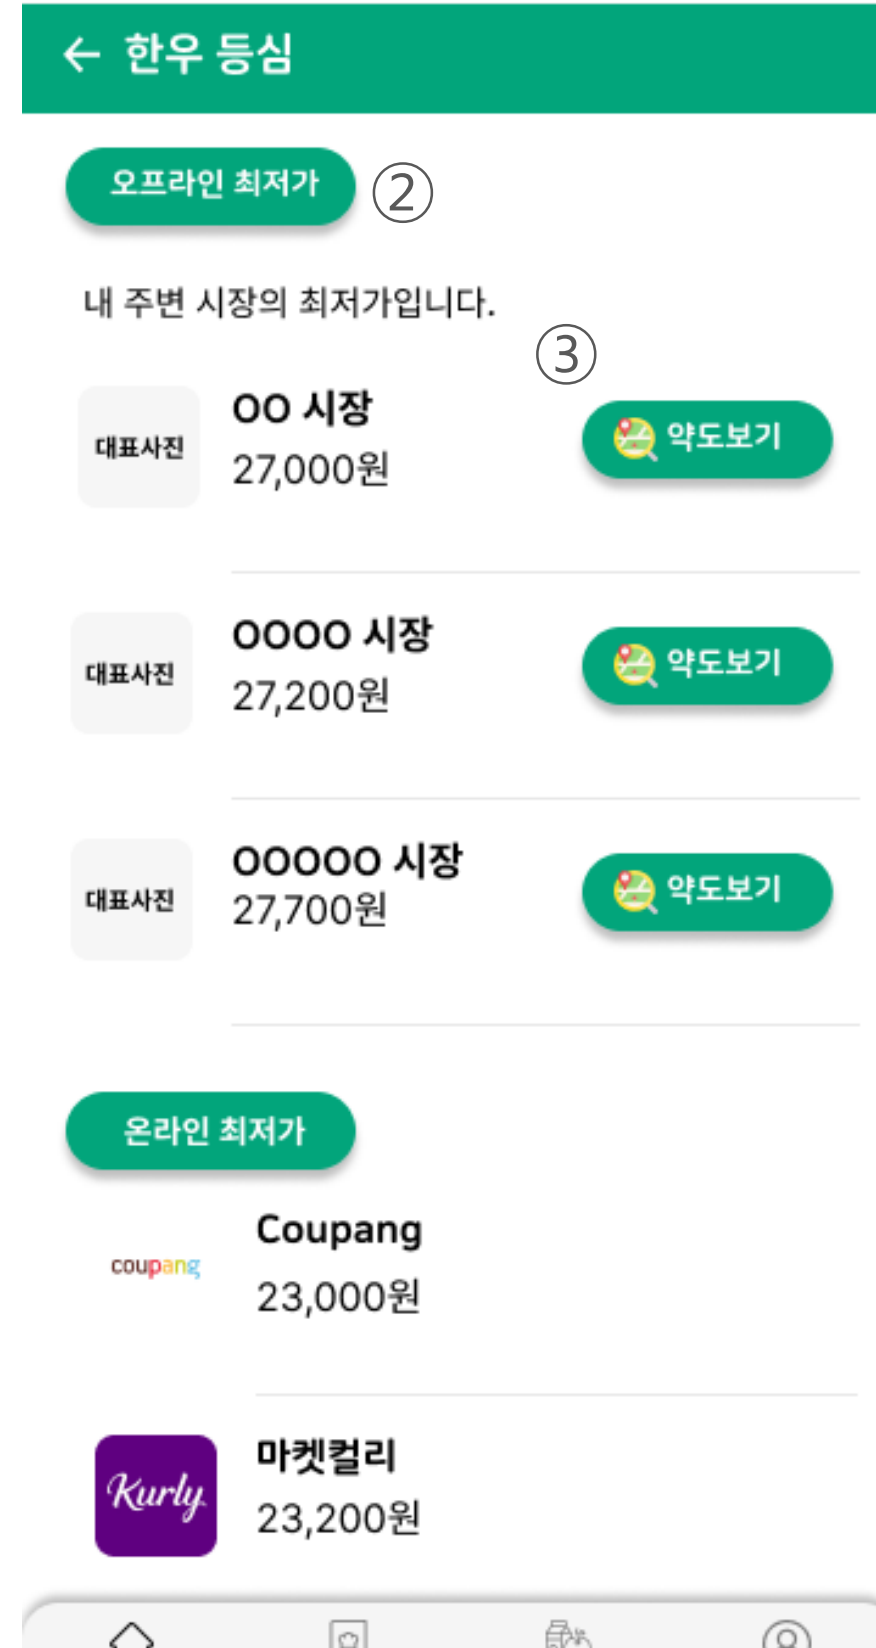 ← 한우 등심
오프라인 최저가 ②
내 주변 시장의 최저가입니다.
③
대표사진
OO 시장
27,000원
약도보기
대표사진
OOOO 시장
27,200원
약도보기
대표사진
OOOOO 시장
27,700원
약도보기
온라인 최저가
coupang
Coupang
23,000원
Kurly
마켓컬리
23,200원